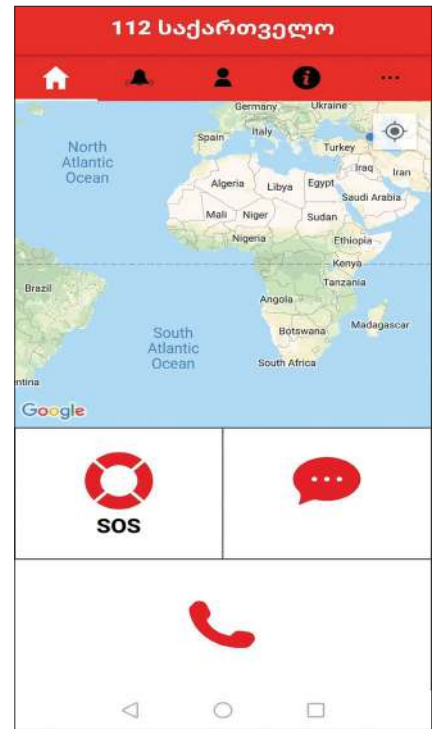 112 საქართველო
Germany
Ukraine
Spain
Italy
Turkey
North
Atlantic
Ocean
Iraq
Iran
Algeria
Libya
Egypt
Saudi Arabia
Mali
Niger
Sudan
Nigeria
Ethiopia
Kenya
Brazil
Tanzania
Angola
South
Atlantic
Ocean
Botswana
Madagascar
South Africa
ntina
Google
SOS